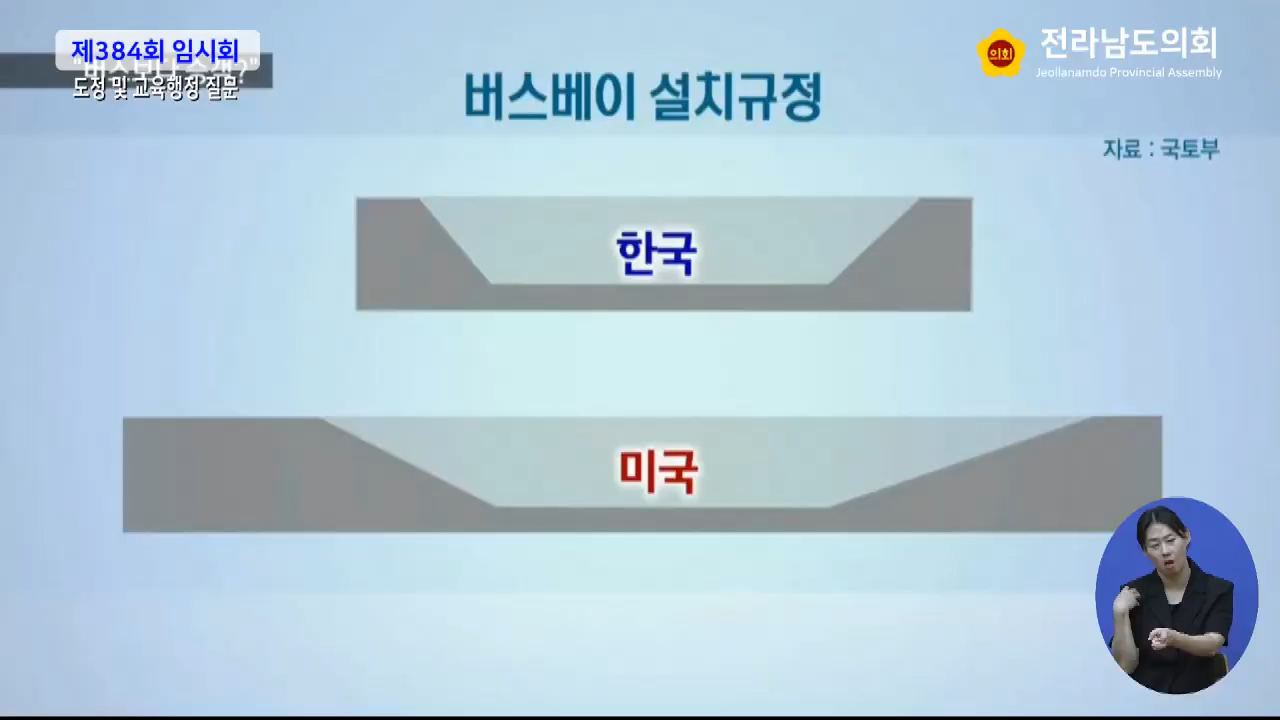 제384회 임시회
도정 및 교육행정 질문
의회
전라남도의회
Jeollanamdo Provincial Assembly
버스베이 설치규정
자료 : 국토부
한국
미국